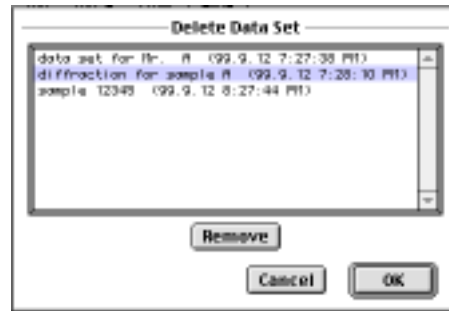 Delete Data Set
data set for Mr. A (99.9.12 7:27:38 PM)
diffraction for sample A (99.9.12 7:28:10 PM)
sample 12345 (99.9.12 8:27:44 PM)
Remove
Cancel
OK